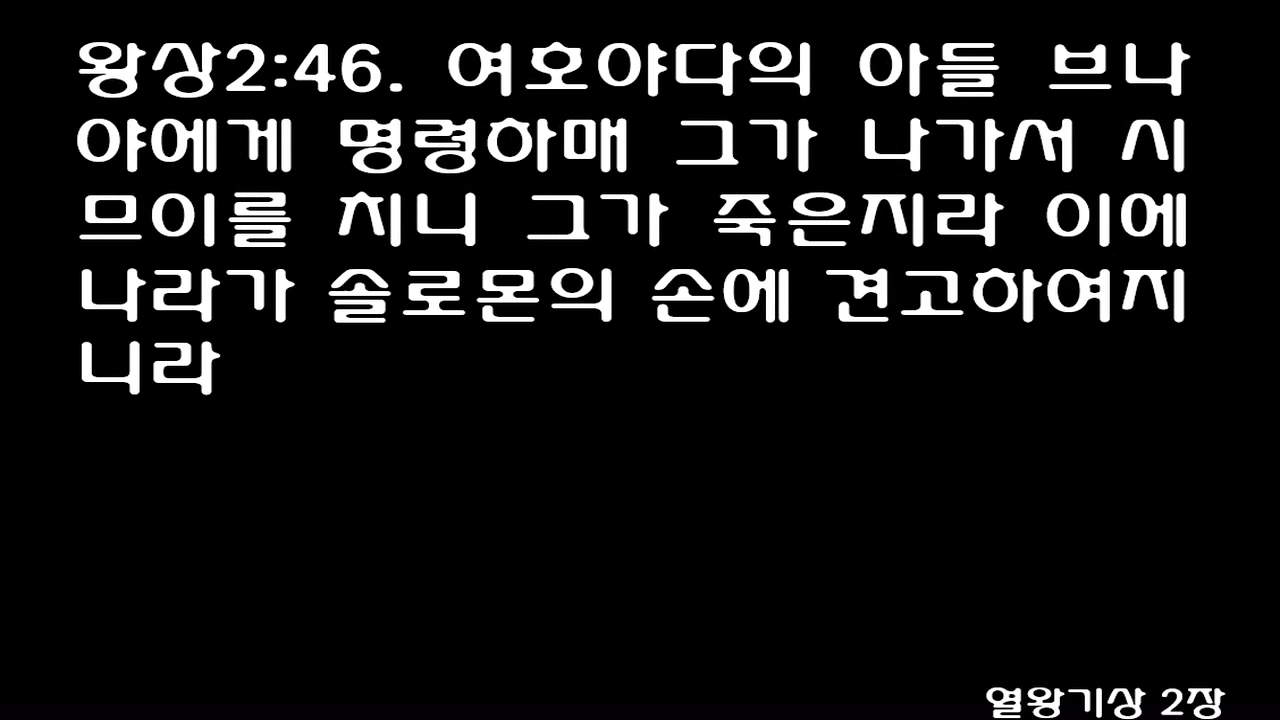 왕상2:46. 여호야다의 아들 브나
야에게 명령하매 그가 나가서 시
므이를 치니 그가 죽은지라 이에
나라가 솔로몬의 손에 견고하여지
니라
열왕기상 2장